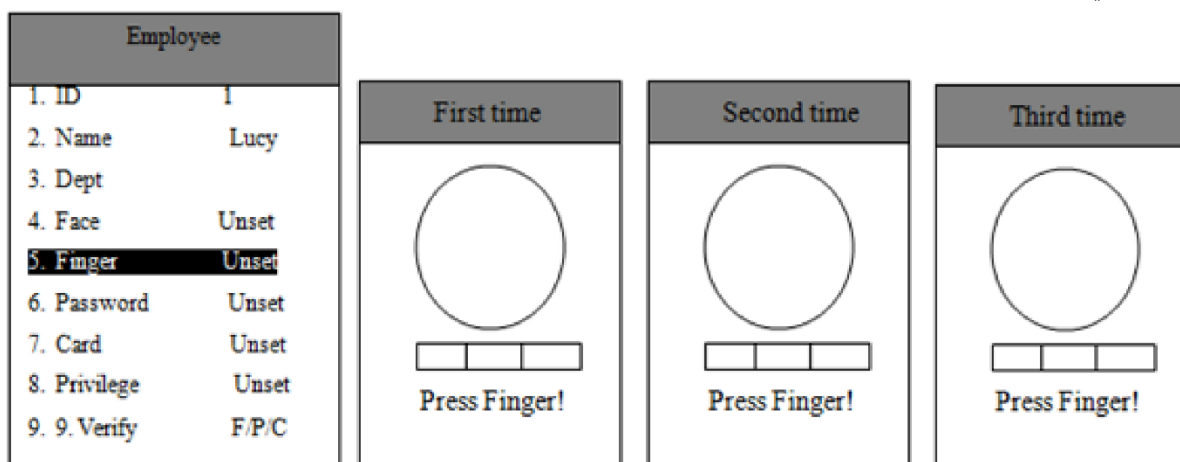 Employee
1. ID 1
2. Name Lucy
3. Dept
4. Face Unset
5. Finger Unset
6. Password Unset
7. Card Unset
8. Privilege Unset
9. 9. Verify F/P/C
First time
Press Finger!
Second time
Press Finger!
Third time
Press Finger!